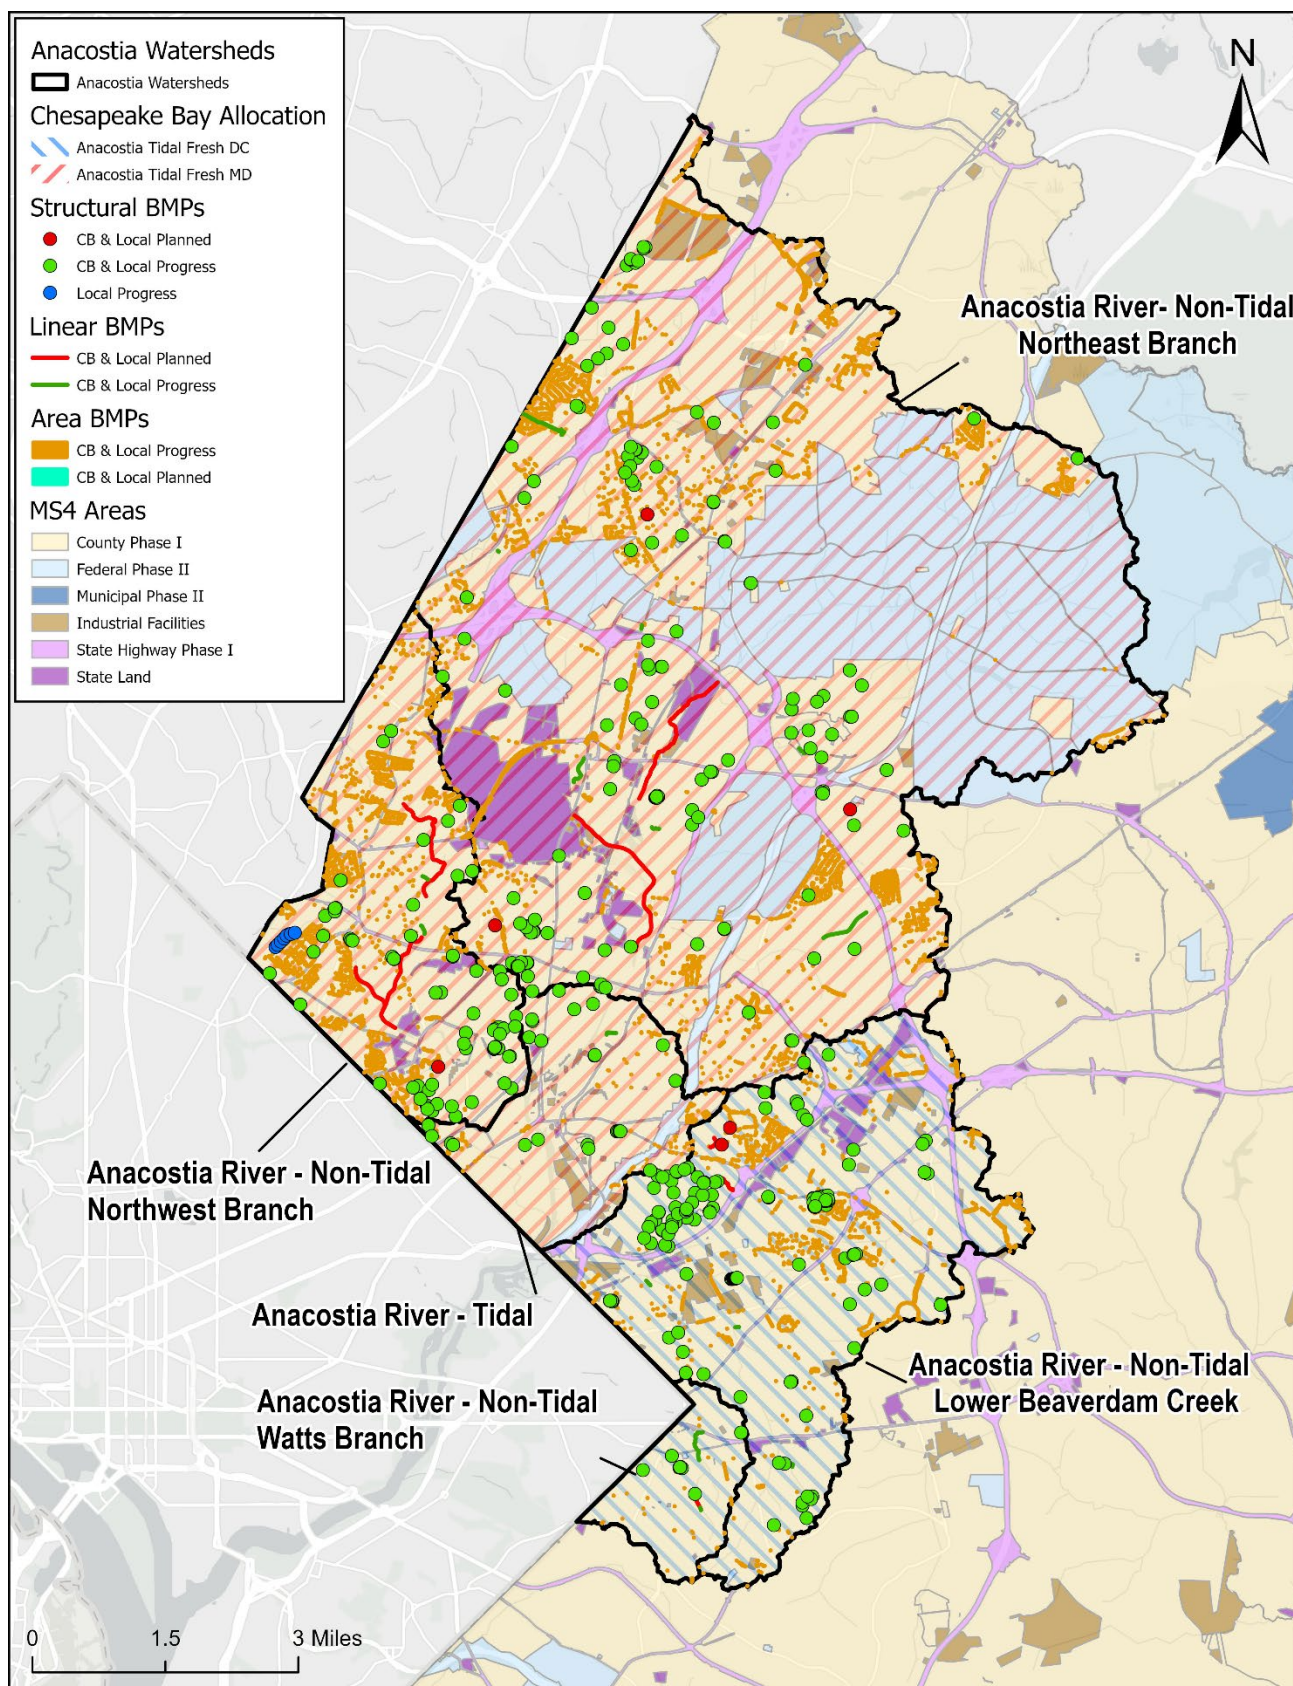 Anacostia Watersheds
Anacostia Watersheds
Chesapeake Bay Allocation
Anacostia Tidal Fresh DC
Anacostia Tidal Fresh MD
Structural BMPs
CB & Local Planned
CB & Local Progress
Local Progress
Linear BMPs
CB & Local Planned
CB & Local Progress
Area BMPs
CB & Local Progress
CB & Local Planned
MS4 Areas
County Phase I
Federal Phase II
Municipal Phase II
Industrial Facilities
State Highway Phase I
State Land
N
Anacostia River- Non-Tidal
Northeast Branch
Anacostia River - Non-Tidal
Northwest Branch
Anacostia River - Tidal
Anacostia River - Non-Tidal
Lower Beaverdam Creek
Anacostia River - Non-Tidal
Watts Branch
0 1.5 3 Miles